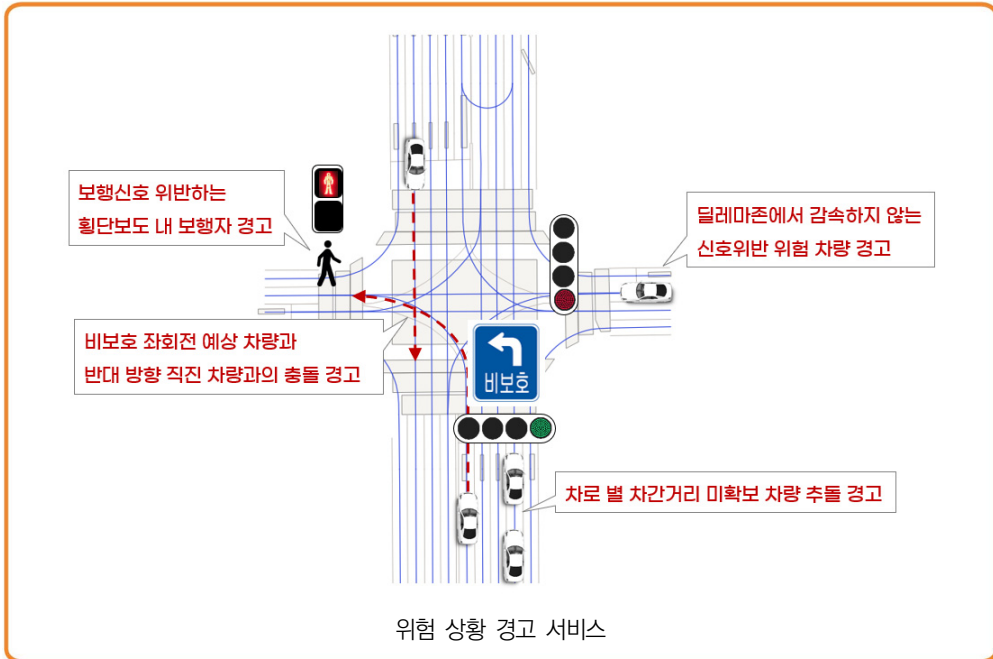 보행신호 위반하는
횡단보도 내 보행자 경고
딜레마존에서 감속하지 않는
신호위반 위험 차량 경고
비보호 좌회전 예상 차량과
반대 방향 직진 차량과의 충돌 경고
비보호
차로 별 차간거리 미확보 차량 추돌 경고
위험 상황 경고 서비스